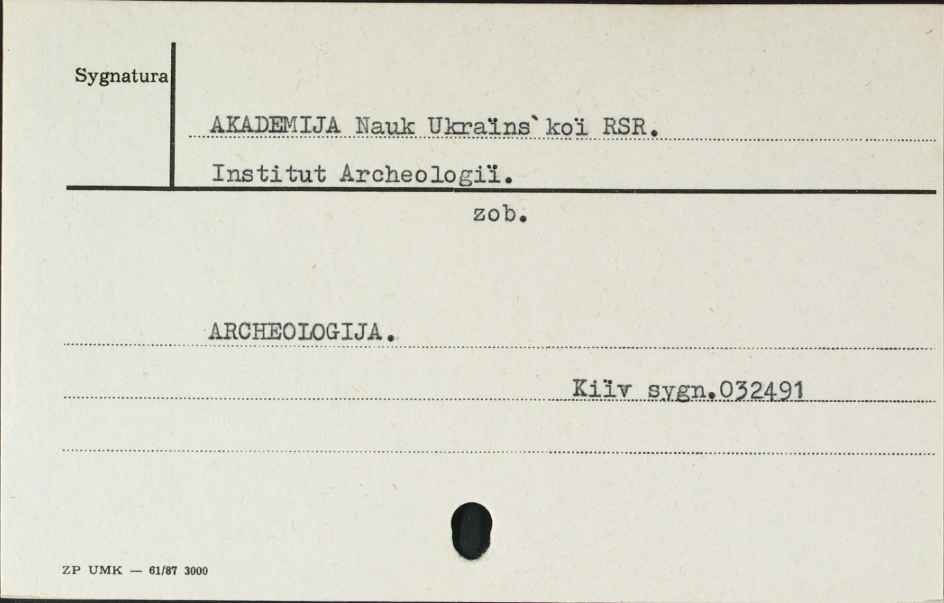 Sygnatura
AKADEMIJA Nauk Ukraïns`koï RSR.
Institut Archeologiï.
zob.
ARCHEOLOGIJA.
Kiïv sygn.032491
ZP UMK — 61/87 3000